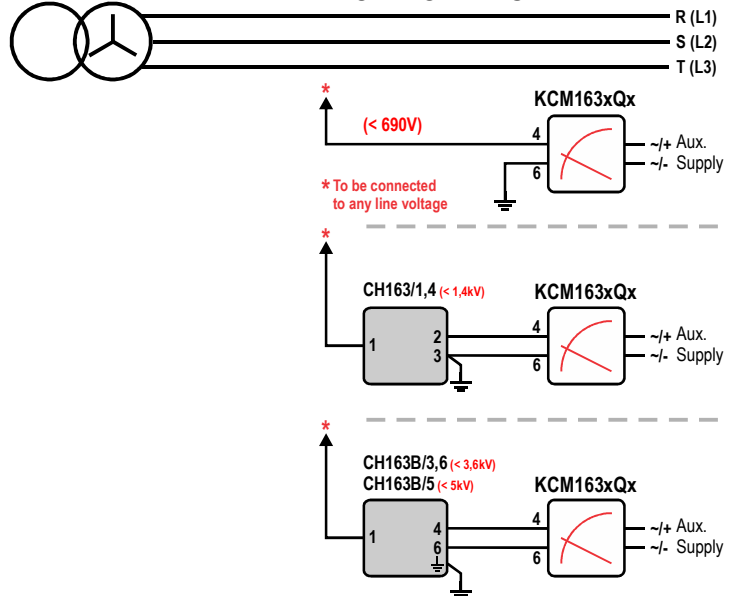 R (L1)
S (L2)
T (L3)
*
KCM163xQx
(< 690V)
4
~/+ Aux.
~/- Supply
6
* To be connected
to any line voltage
*
CH163/1,4 (< 1,4kV)
KCM163xQx
1
2
3
4
6
~/+ Aux.
~/- Supply
*
CH163B/3,6 (< 3,6kV)
CH163B/5 (< 5kV)
KCM163xQx
1
4
6
4
6
~/+ Aux.
~/- Supply